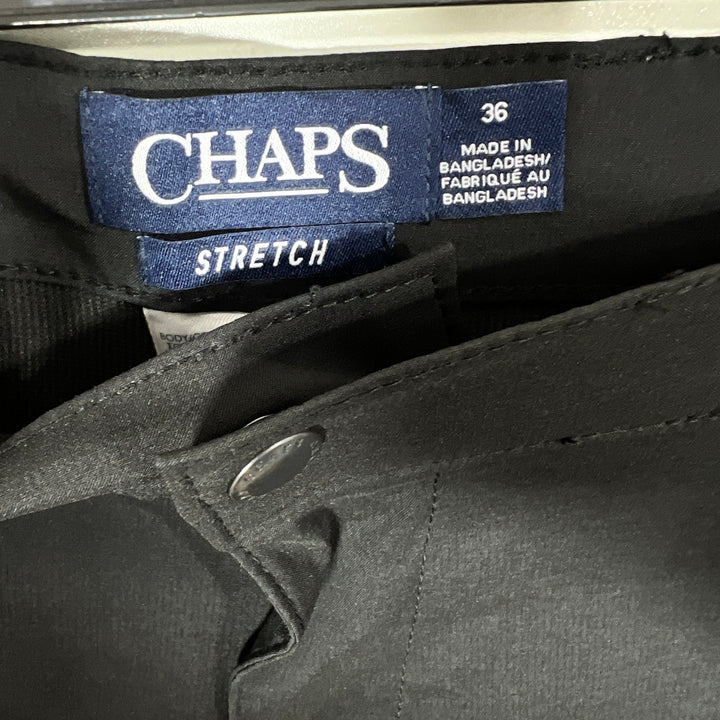 CHAPS
36
MADE IN
BANGLADESH/
FABRIQUÉ AU
BANGLADESH
STRETCH